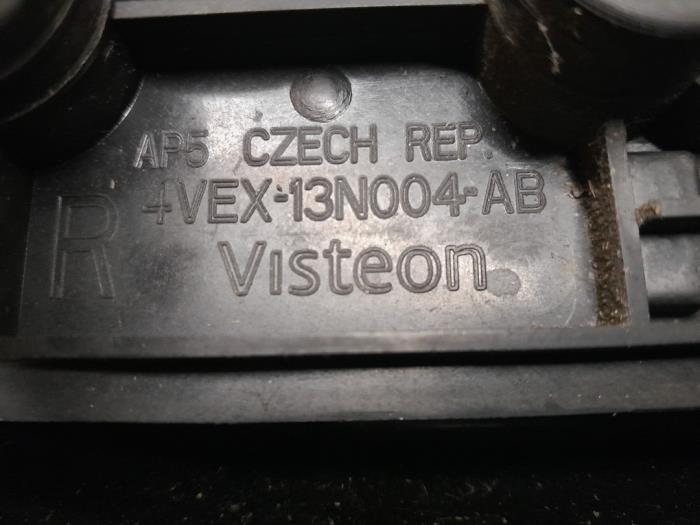 AP5 CZECH REP.
4VEX-13N004-AB
R
Visteon